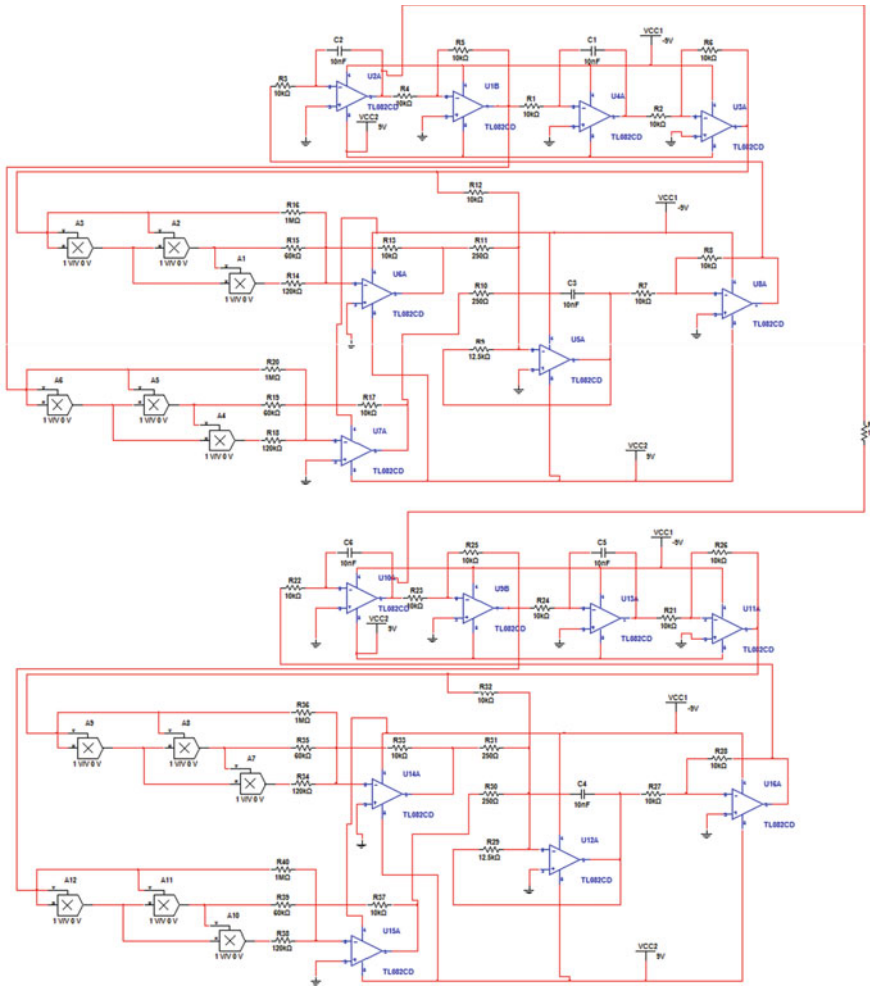 VCC1
-9V
C2
10nF
R5
10kΩ
C1
10nF
R6
10kΩ
R3
10kΩ
U2A
R4
10kΩ
TL082CD
U1B
TL082CD
R1
10kΩ
U4A
TL082CD
R2
10kΩ
U3A
TL082CD
VCC2
9V
R12
10kΩ
VCC1
-9V
R16
1MΩ
A3
1 V/V 0 V
A2
1 V/V 0 V
R15
60kΩ
R13
10kΩ
R11
250Ω
R8
10kΩ
A1
1 V/V 0 V
R14
120kΩ
U6A
TL082CD
R10
250Ω
C3
10nF
R7
10kΩ
U8A
TL082CD
R9
12.5kΩ
U5A
TL082CD
R20
1MΩ
A6
1 V/V 0 V
A5
1 V/V 0 V
R19
60kΩ
R17
10kΩ
A4
1 V/V 0 V
R18
120kΩ
U7A
TL082CD
VCC2
9V
VCC1
-9V
C6
10nF
R25
10kΩ
C5
10nF
R26
10kΩ
R22
10kΩ
U10A
TL082CD
R23
10kΩ
U9B
TL082CD
R24
10kΩ
U13A
TL082CD
R21
10kΩ
U11A
TL082CD
VCC2
9V
R32
10kΩ
VCC1
-9V
R36
1MΩ
A9
1 V/V 0 V
A8
1 V/V 0 V
R35
60kΩ
R33
10kΩ
R31
250Ω
R28
10kΩ
A7
1 V/V 0 V
R34
120kΩ
U14A
TL082CD
R30
250Ω
C4
10nF
R27
10kΩ
U16A
TL082CD
R29
12.5kΩ
U12A
TL082CD
R40
1MΩ
A12
1 V/V 0 V
A11
1 V/V 0 V
R39
60kΩ
R37
10kΩ
A10
1 V/V 0 V
R38
120kΩ
U15A
TL082CD
VCC2
9V